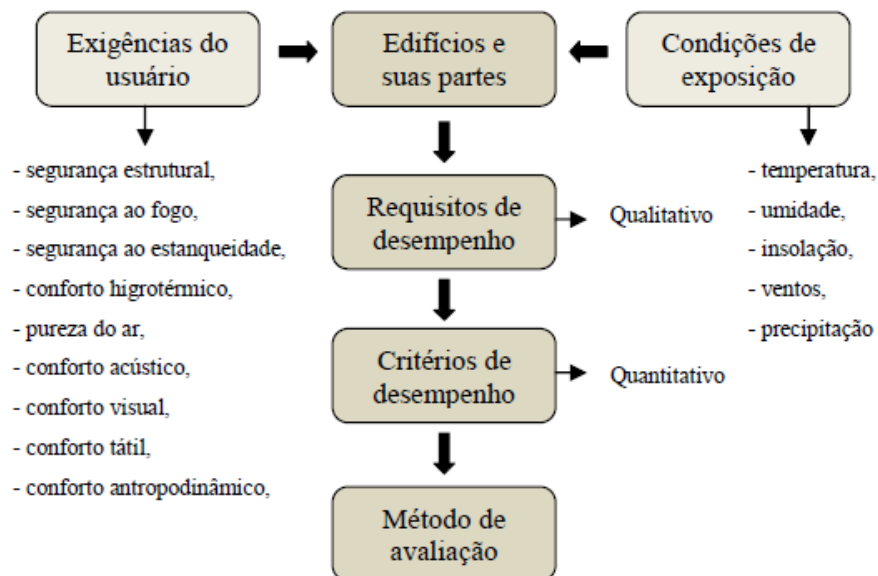 Exigências do
usuário
Edifícios e
suas partes
Condições de
exposição
- segurança estrutural,
- segurança ao fogo,
- segurança ao estanqueidade,
- conforto higrotérmico,
- pureza do ar,
- conforto acústico,
- conforto visual,
- conforto tátil,
- conforto antropodinâmico,
Requisitos de
desempenho
Qualitativo
Critérios de
desempenho
Quantitativo
Método de
avaliação
- temperatura,
- umidade,
- insolação,
- ventos,
- precipitação